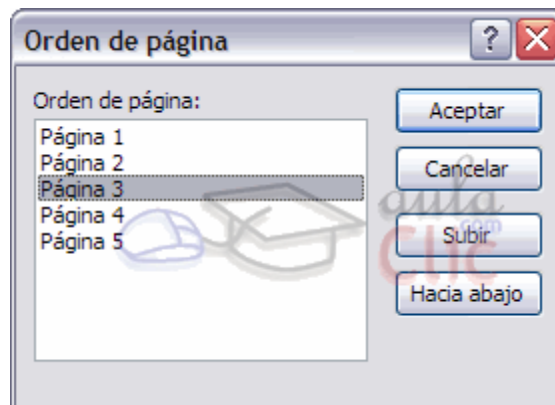 Orden de página
?
Orden de página:
Página 1
Página 2
Página 3
Página 4
Página 5
Aceptar
Cancelar
Subir
Hacia abajo
aula
Clic
com